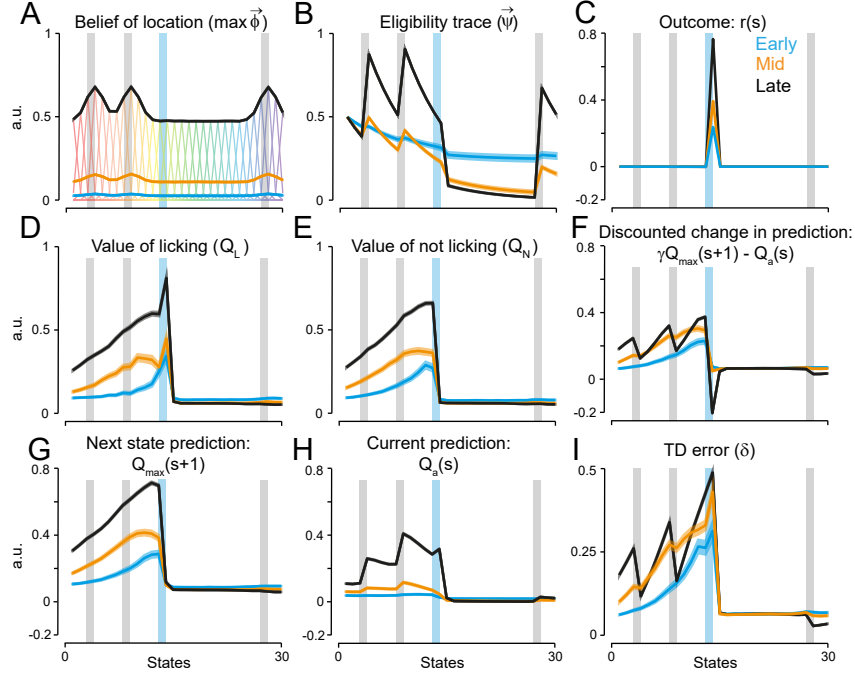 A
Belief of location (max ϕ⃗)
a.u.
1
0.5
0
B
Eligibility trace (ψ⃗)
1
0.5
0
C
Outcome: r(s)
Early
Mid
Late
0.8
0.4
0
-0.2
D
Value of licking (Q_L)
a.u.
1
0.5
0
E
Value of not licking (Q_N)
1
0.5
0
F
Discounted change in prediction:
γQ_max(s+1) - Q_a(s)
0.8
0.4
0
-0.2
G
Next state prediction:
Q_max(s+1)
a.u.
0.8
0.4
0
-0.2
0
States
30
H
Current prediction:
Q_a(s)
0.8
0.4
0
-0.2
0
States
30
I
TD error (δ)
0.5
0.25
0
0
States
30